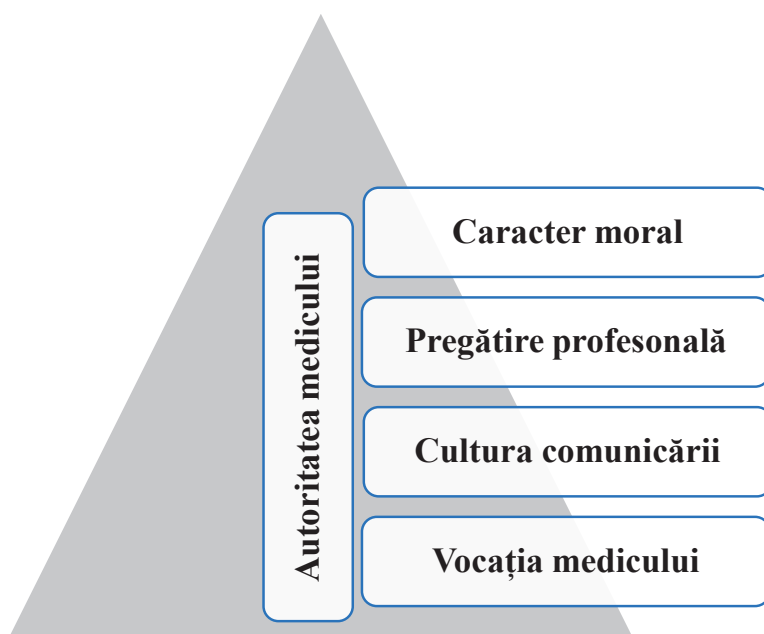 Autoritatea medicului
Caracter moral
Pregătire profesonală
Cultura comunicării
Vocația medicului